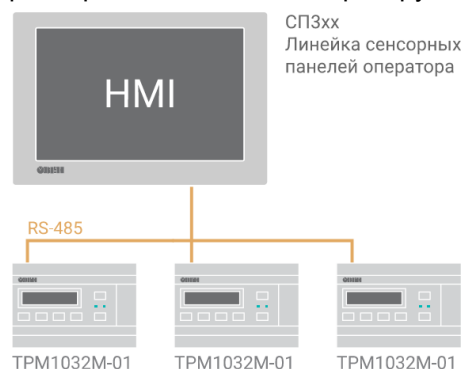 СП3хх
Линейка сенсорных
панелей оператора
HMI
RS-485
ТРМ1032М-01
ТРМ1032М-01
ТРМ1032М-01